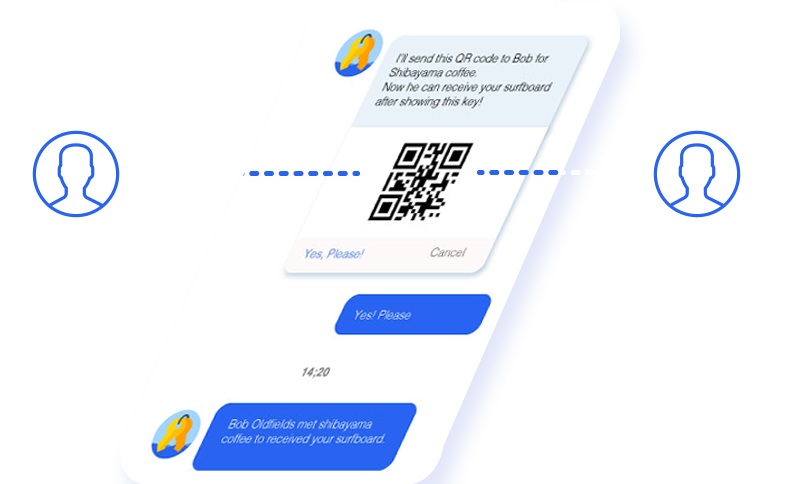 I'll send this QR code to Bob for
Shibayama coffee.
Now he can receive your surfboard
after showing this key!
Yes, Please!
Cancel
Yes! Please
14;20
Bob Oldfields met shibayama
coffee to received your surfboard.